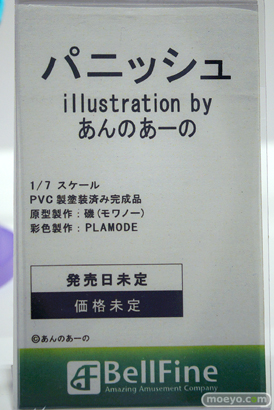 パニッシュ
illustration by
あんのあーの
1/7 スケール
PVC製塗装済み完成品
原型製作：磯(モワノー)
彩色製作：PLAMODE
発売日未定
価格未定
©あんのあーの
BellFine
Amazing Amusement Company
moeyo.com